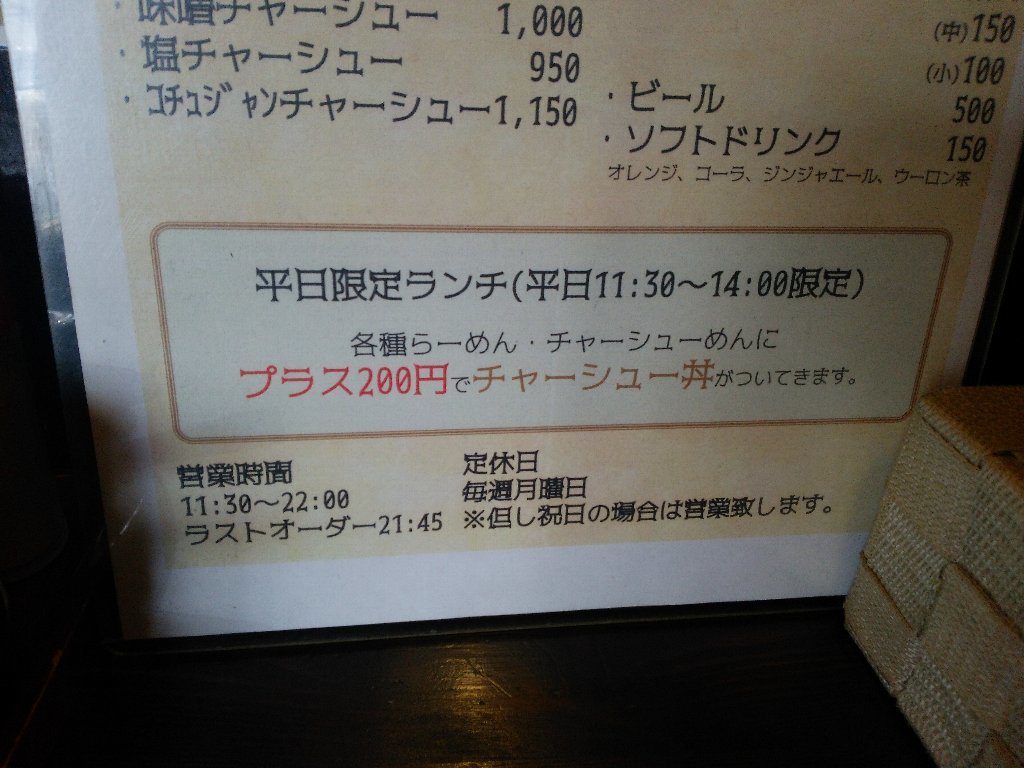 ・味噌チャーシュー 1,000
・塩チャーシュー 950
・ｺﾁｭｼﾞｬﾝチャーシュー1,150
(中)150
(小)100
・ビール 500
・ソフトドリンク 150
オレンジ、コーラ、ジンジャエール、ウーロン茶
平日限定ランチ(平日11:30～14:00限定)
各種らーめん・チャーシューめんに
プラス200円でチャーシュー丼がついてきます。
営業時間
11:30～22:00
ラストオーダー21:45
定休日
毎週月曜日
※但し祝日の場合は営業致します。